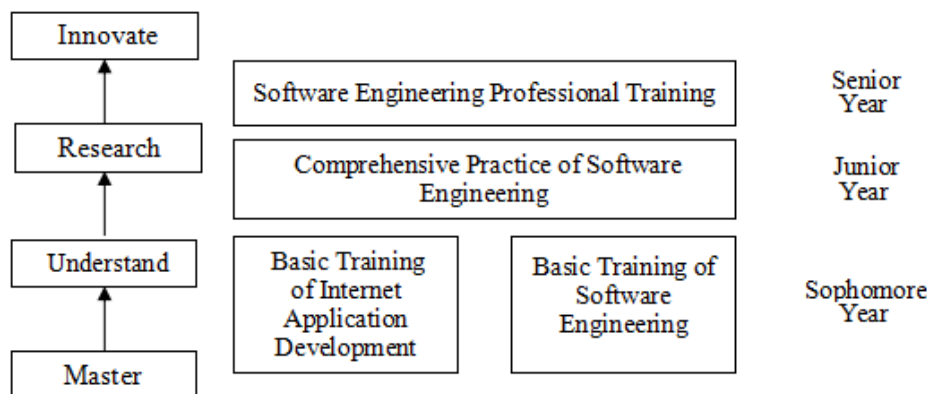 Innovate
Research
Understand
Master
Software Engineering Professional Training
Comprehensive Practice of Software
Engineering
Basic Training
of Internet
Application
Development
Basic Training of
Software
Engineering
Senior
Year
Junior
Year
Sophomore
Year